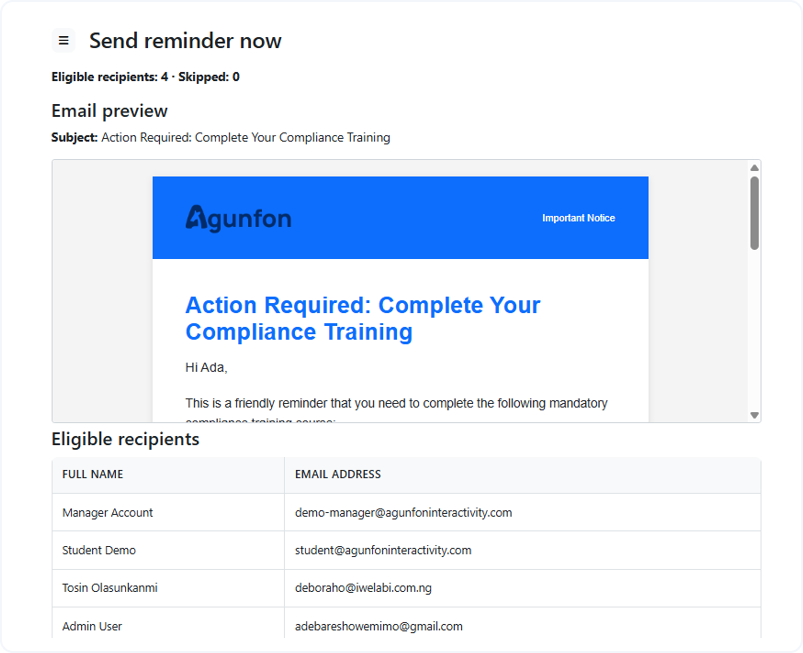 Send reminder now
Eligible recipients: 4 · Skipped: 0
Email preview
Subject: Action Required: Complete Your Compliance Training
Agunfon
Important Notice
Action Required: Complete Your
Compliance Training
Hi Ada,
This is a friendly reminder that you need to complete the following mandatory
compliance training course:
Eligible recipients
FULL NAME EMAIL ADDRESS
Manager Account demo-manager@agunfoninteractivity.com
Student Demo student@agunfoninteractivity.com
Tosin Olasunkanmi deboraho@iwelabi.com.ng
Admin User adebareshowemimo@gmail.com